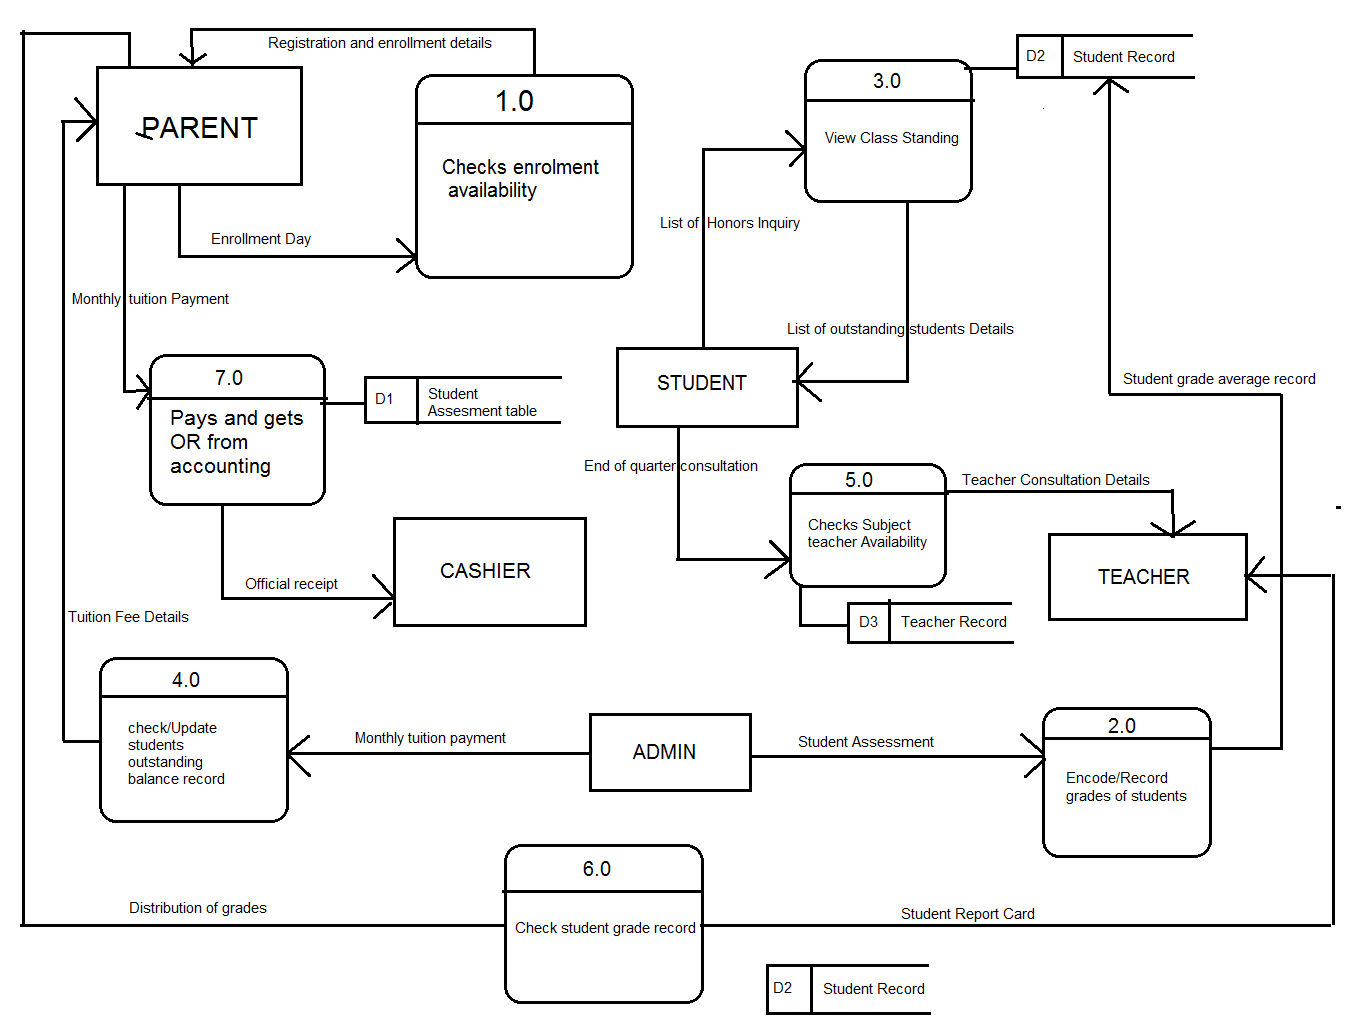 Registration and enrollment details
PARENT
1.0
Checks enrolment
availability
Enrollment Day
Monthly tuition Payment
3.0
View Class Standing
D2
Student Record
List of Honors Inquiry
List of outstanding students Details
STUDENT
Student grade average record
7.0
Pays and gets
OR from
accounting
D1
Student
Assesment table
End of quarter consultation
5.0
Checks Subject
teacher Availability
Teacher Consultation Details
TEACHER
CASHIER
Official receipt
Tuition Fee Details
D3
Teacher Record
4.0
check/Update
students
outstanding
balance record
Monthly tuition payment
ADMIN
Student Assessment
2.0
Encode/Record
grades of students
6.0
Check student grade record
Distribution of grades
Student Report Card
D2
Student Record